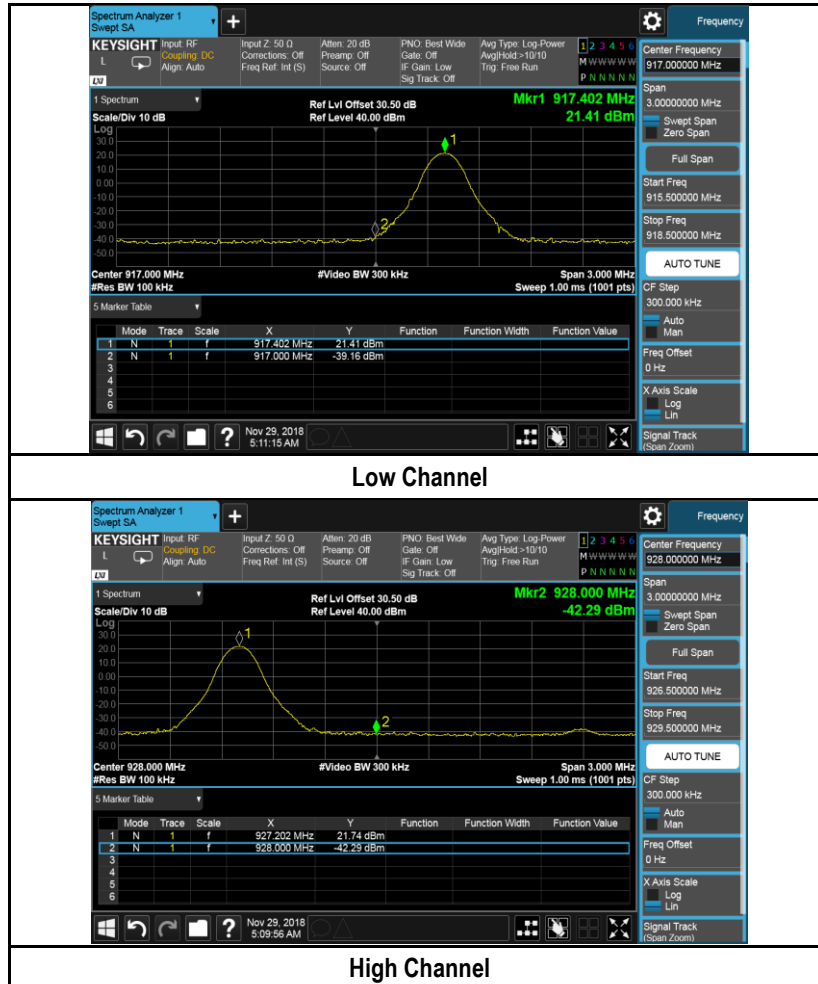 Spectrum Analyzer 1
Swept SA
+
Frequency
KEYSIGHT
L
LXI
Input: RF
Coupling: DC
Align: Auto
Input Z: 50 Ω
Corrections: Off
Freq Ref: Int (S)
Atten: 20 dB
Preamp: Off
Source: Off
PNO: Best Wide
Gate: Off
IF Gain: Low
Sig Track: Off
Avg Type: Log-Power
Avg|Hold:>10/10
Trig: Free Run
1 2 3 4 5 6
M W W W W W
P N N N N N
1 Spectrum
Scale/Div 10 dB
Ref Lvl Offset 30.50 dB
Ref Level 40.00 dBm
Mkr1 917.402 MHz
21.41 dBm
Log
30.0
20.0
10.0
0.00
-10.0
-20.0
-30.0
-40.0
-50.0
1
2
Center 917.000 MHz
#Res BW 100 kHz
#Video BW 300 kHz
Span 3.000 MHz
Sweep 1.00 ms (1001 pts)
5 Marker Table
Mode Trace Scale X Y Function Function Width Function Value
1 N 1 f 917.402 MHz 21.41 dBm
2 N 1 f 917.000 MHz -39.16 dBm
3
4
5
6
?
Nov 29, 2018
5:11:15 AM
Center Frequency
917.000000 MHz
Span
3.00000000 MHz
Swept Span
Zero Span
Full Span
Start Freq
915.500000 MHz
Stop Freq
918.500000 MHz
AUTO TUNE
CF Step
300.000 kHz
Auto
Man
Freq Offset
0 Hz
X Axis Scale
Log
Lin
Signal Track
(Span Zoom)
Low Channel
Spectrum Analyzer 1
Swept SA
+
Frequency
KEYSIGHT
L
LXI
Input: RF
Coupling: DC
Align: Auto
Input Z: 50 Ω
Corrections: Off
Freq Ref: Int (S)
Atten: 20 dB
Preamp: Off
Source: Off
PNO: Best Wide
Gate: Off
IF Gain: Low
Sig Track: Off
Avg Type: Log-Power
Avg|Hold:>10/10
Trig: Free Run
1 2 3 4 5 6
M W W W W W
P N N N N N
1 Spectrum
Scale/Div 10 dB
Ref Lvl Offset 30.50 dB
Ref Level 40.00 dBm
Mkr2 928.000 MHz
-42.29 dBm
Log
30.0
20.0
10.0
0.00
-10.0
-20.0
-30.0
-40.0
-50.0
1
2
Center 928.000 MHz
#Res BW 100 kHz
#Video BW 300 kHz
Span 3.000 MHz
Sweep 1.00 ms (1001 pts)
5 Marker Table
Mode Trace Scale X Y Function Function Width Function Value
1 N 1 f 927.202 MHz 21.74 dBm
2 N 1 f 928.000 MHz -42.29 dBm
3
4
5
6
?
Nov 29, 2018
5:09:56 AM
Center Frequency
928.000000 MHz
Span
3.00000000 MHz
Swept Span
Zero Span
Full Span
Start Freq
926.500000 MHz
Stop Freq
929.500000 MHz
AUTO TUNE
CF Step
300.000 kHz
Auto
Man
Freq Offset
0 Hz
X Axis Scale
Log
Lin
Signal Track
(Span Zoom)
High Channel